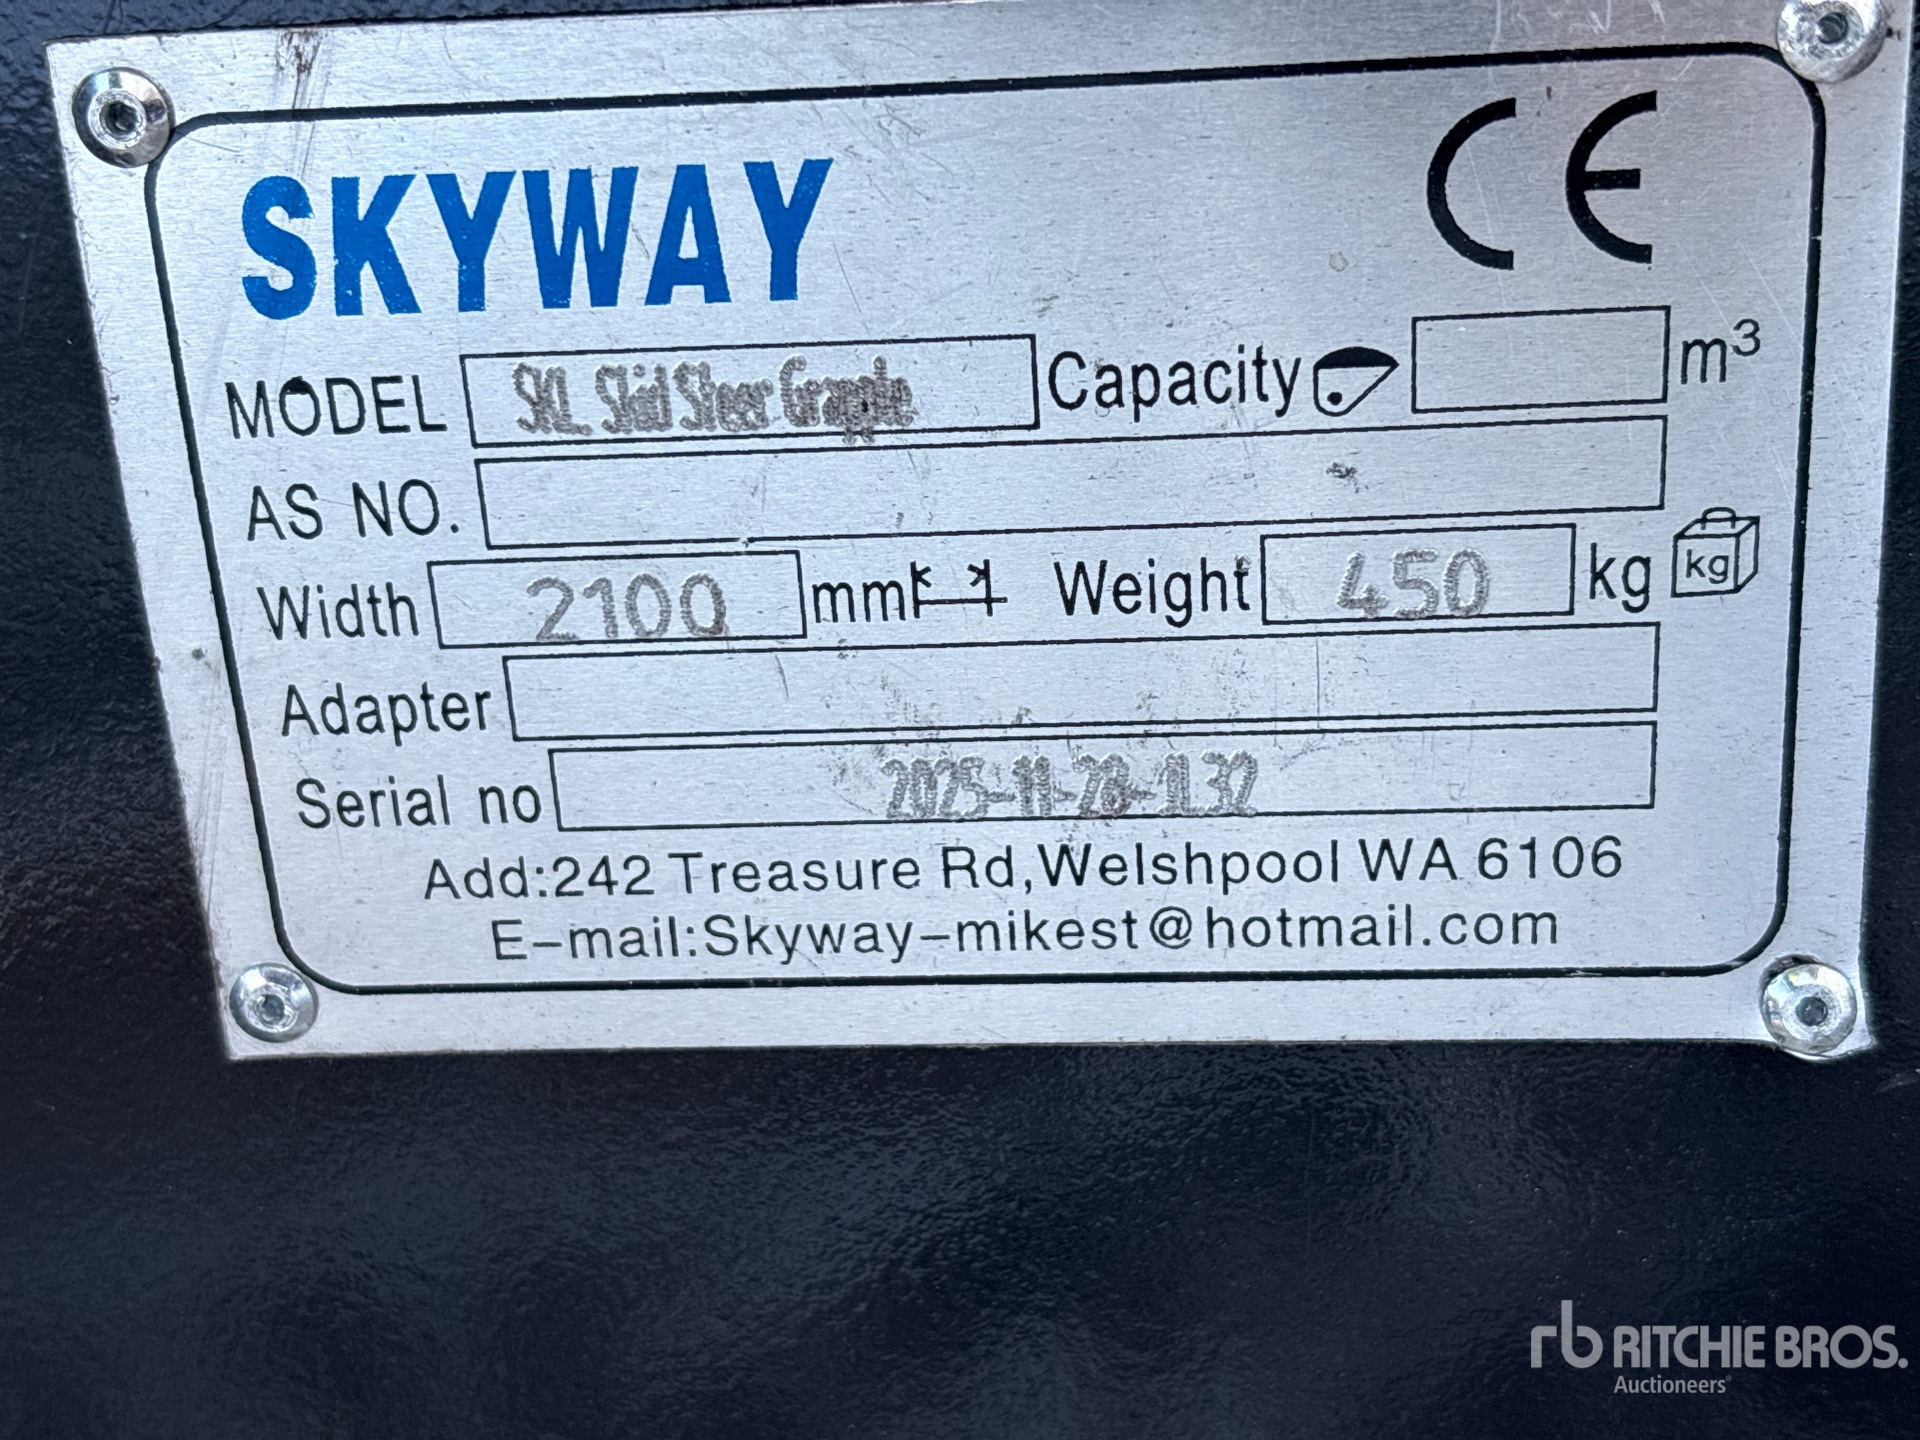 SKYWAY CE
MODEL SKL Skid Steer Grapple Capacity m³
AS NO.
Width 2100 mm Weight 450 kg kg
Adapter
Serial no 2025-11-28-JL32
Add:242 Treasure Rd,Welshpool WA 6106
E-mail:Skyway-mikest@hotmail.com
rb RITCHIE BROS.
Auctioneers